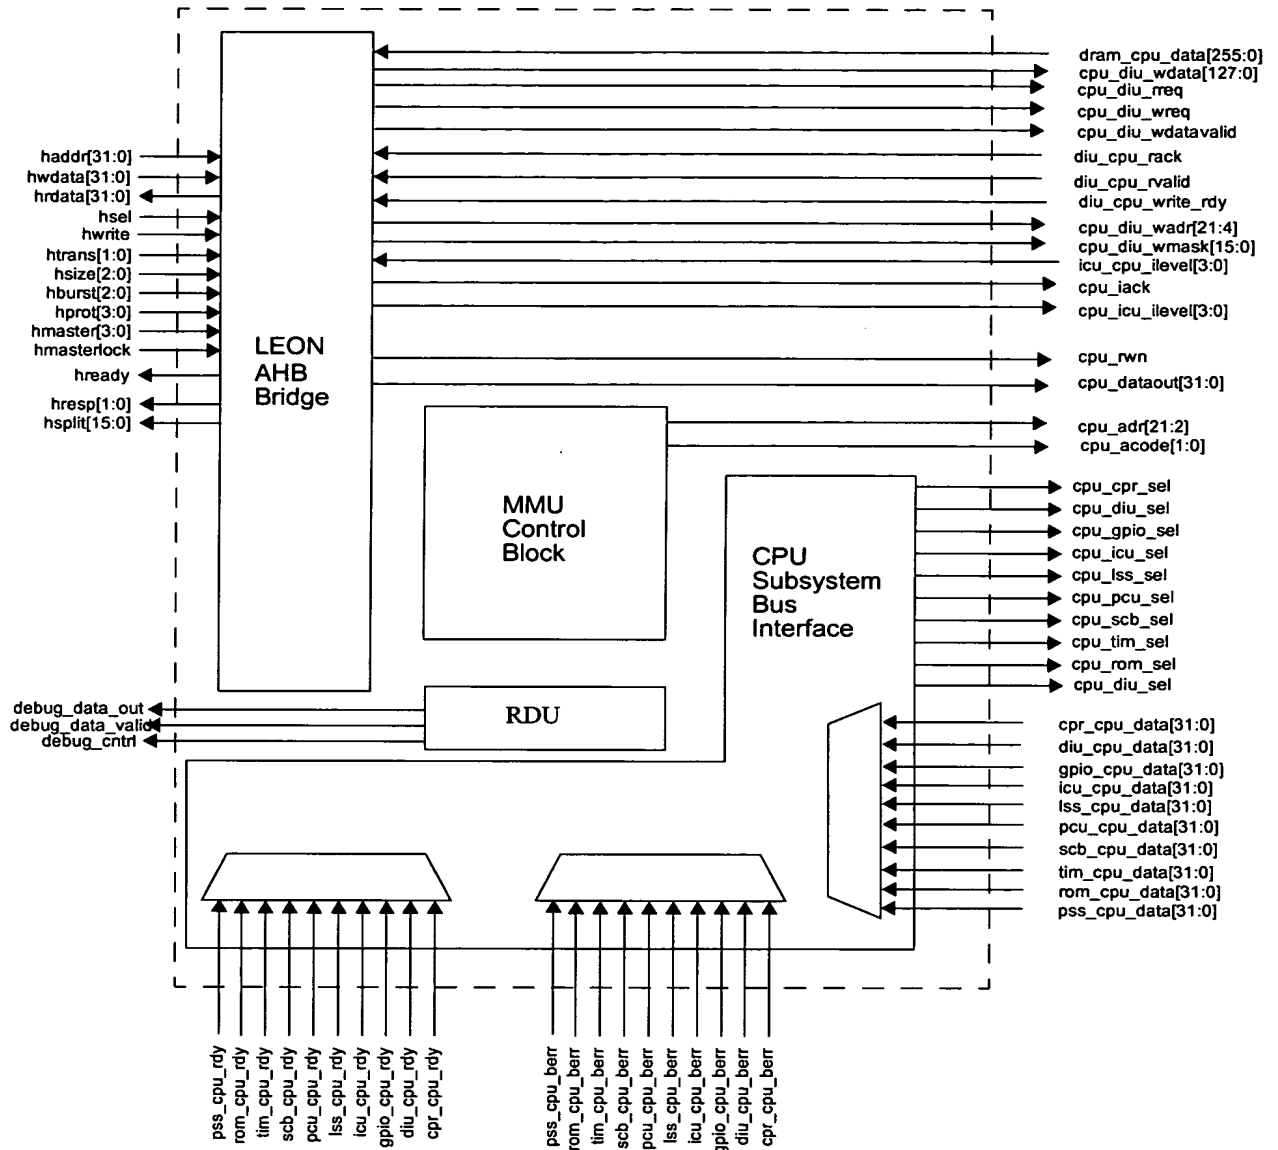 haddr[31:0]
hwdata[31:0]
hrdata[31:0]
hsel
hwrite
htrans[1:0]
hsize[2:0]
hburst[2:0]
hprot[3:0]
hmaster[3:0]
hmasterlock
hready
hresp[1:0]
hsplit[15:0]
LEON
AHB
Bridge
dram_cpu_data[255:0]
cpu_diu_wdata[127:0]
cpu_diu_rreq
cpu_diu_wreq
cpu_diu_wdatavalid
diu_cpu_rack
diu_cpu_rvalid
diu_cpu_write_rdy
cpu_diu_wadr[21:4]
cpu_diu_wmask[15:0]
icu_cpu_ilevel[3:0]
cpu_iack
cpu_icu_ilevel[3:0]
cpu_rwn
cpu_dataout[31:0]
cpu_adr[21:2]
cpu_acode[1:0]
MMU
Control
Block
CPU
Subsystem
Bus
Interface
cpu_cpr_sel
cpu_diu_sel
cpu_gpio_sel
cpu_icu_sel
cpu_lss_sel
cpu_pcu_sel
cpu_scb_sel
cpu_tim_sel
cpu_rom_sel
cpu_diu_sel
debug_data_out
debug_data_valid
debug_cntrl
RDU
cpr_cpu_data[31:0]
diu_cpu_data[31:0]
gpio_cpu_data[31:0]
icu_cpu_data[31:0]
lss_cpu_data[31:0]
pcu_cpu_data[31:0]
scb_cpu_data[31:0]
tim_cpu_data[31:0]
rom_cpu_data[31:0]
pss_cpu_data[31:0]
pss_cpu_rdy
rom_cpu_rdy
tim_cpu_rdy
scb_cpu_rdy
pcu_cpu_rdy
lss_cpu_rdy
icu_cpu_rdy
gpio_cpu_rdy
diu_cpu_rdy
cpr_cpu_rdy
pss_cpu_berr
rom_cpu_berr
tim_cpu_berr
scb_cpu_berr
pcu_cpu_berr
lss_cpu_berr
icu_cpu_berr
gpio_cpu_berr
diu_cpu_berr
cpr_cpu_berr